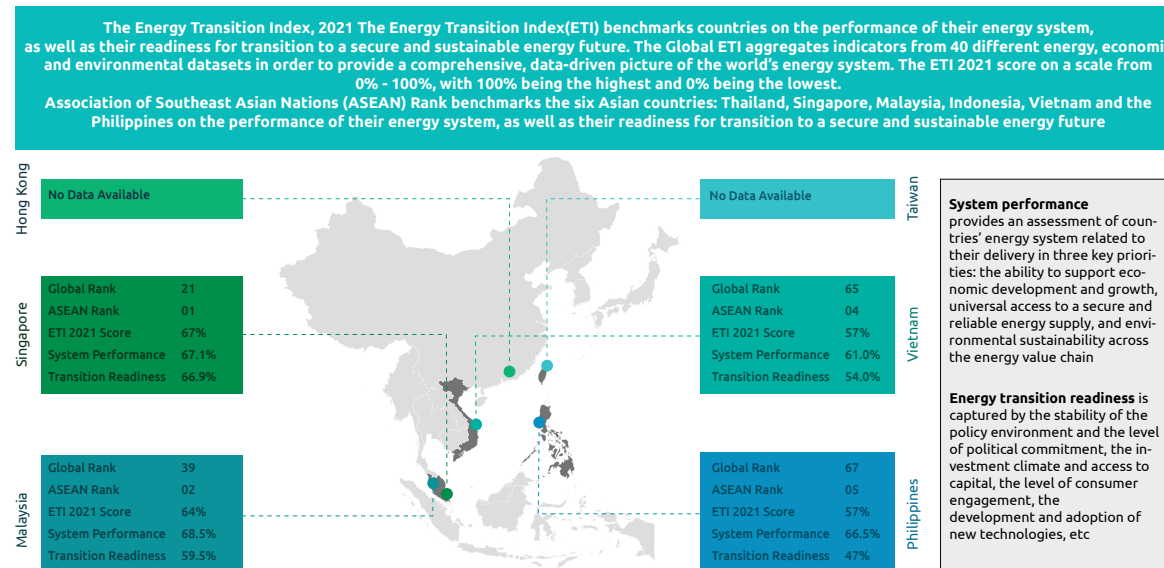 The Energy Transition Index, 2021 The Energy Transition Index(ETI) benchmarks countries on the performance of their energy system,
as well as their readiness for transition to a secure and sustainable energy future. The Global ETI aggregates indicators from 40 different energy, economi
and environmental datasets in order to provide a comprehensive, data-driven picture of the world's energy system. The ETI 2021 score on a scale from
0% - 100%, with 100% being the highest and 0% being the lowest.
Association of Southeast Asian Nations (ASEAN) Rank benchmarks the six Asian countries: Thailand, Singapore, Malaysia, Indonesia, Vietnam and the
Philippines on the performance of their energy system, as well as their readiness for transition to a secure and sustainable energy future
Hong Kong
No Data Available
Singapore
Global Rank 21
ASEAN Rank 01
ETI 2021 Score 67%
System Performance 67.1%
Transition Readiness 66.9%
Malaysia
Global Rank 39
ASEAN Rank 02
ETI 2021 Score 64%
System Performance 68.5%
Transition Readiness 59.5%
No Data Available
Taiwan
Global Rank 65
ASEAN Rank 04
ETI 2021 Score 57%
System Performance 61.0%
Transition Readiness 54.0%
Vietnam
Global Rank 67
ASEAN Rank 05
ETI 2021 Score 57%
System Performance 66.5%
Transition Readiness 47%
Philippines
System performance
provides an assessment of coun-
tries' energy system related to
their delivery in three key priori-
ties: the ability to support eco-
nomic development and growth,
universal access to a secure and
reliable energy supply, and envi-
ronmental sustainability across
the energy value chain
Energy transition readiness is
captured by the stability of the
policy environment and the level
of political commitment, the in-
vestment climate and access to
capital, the level of consumer
engagement, the
development and adoption of
new technologies, etc